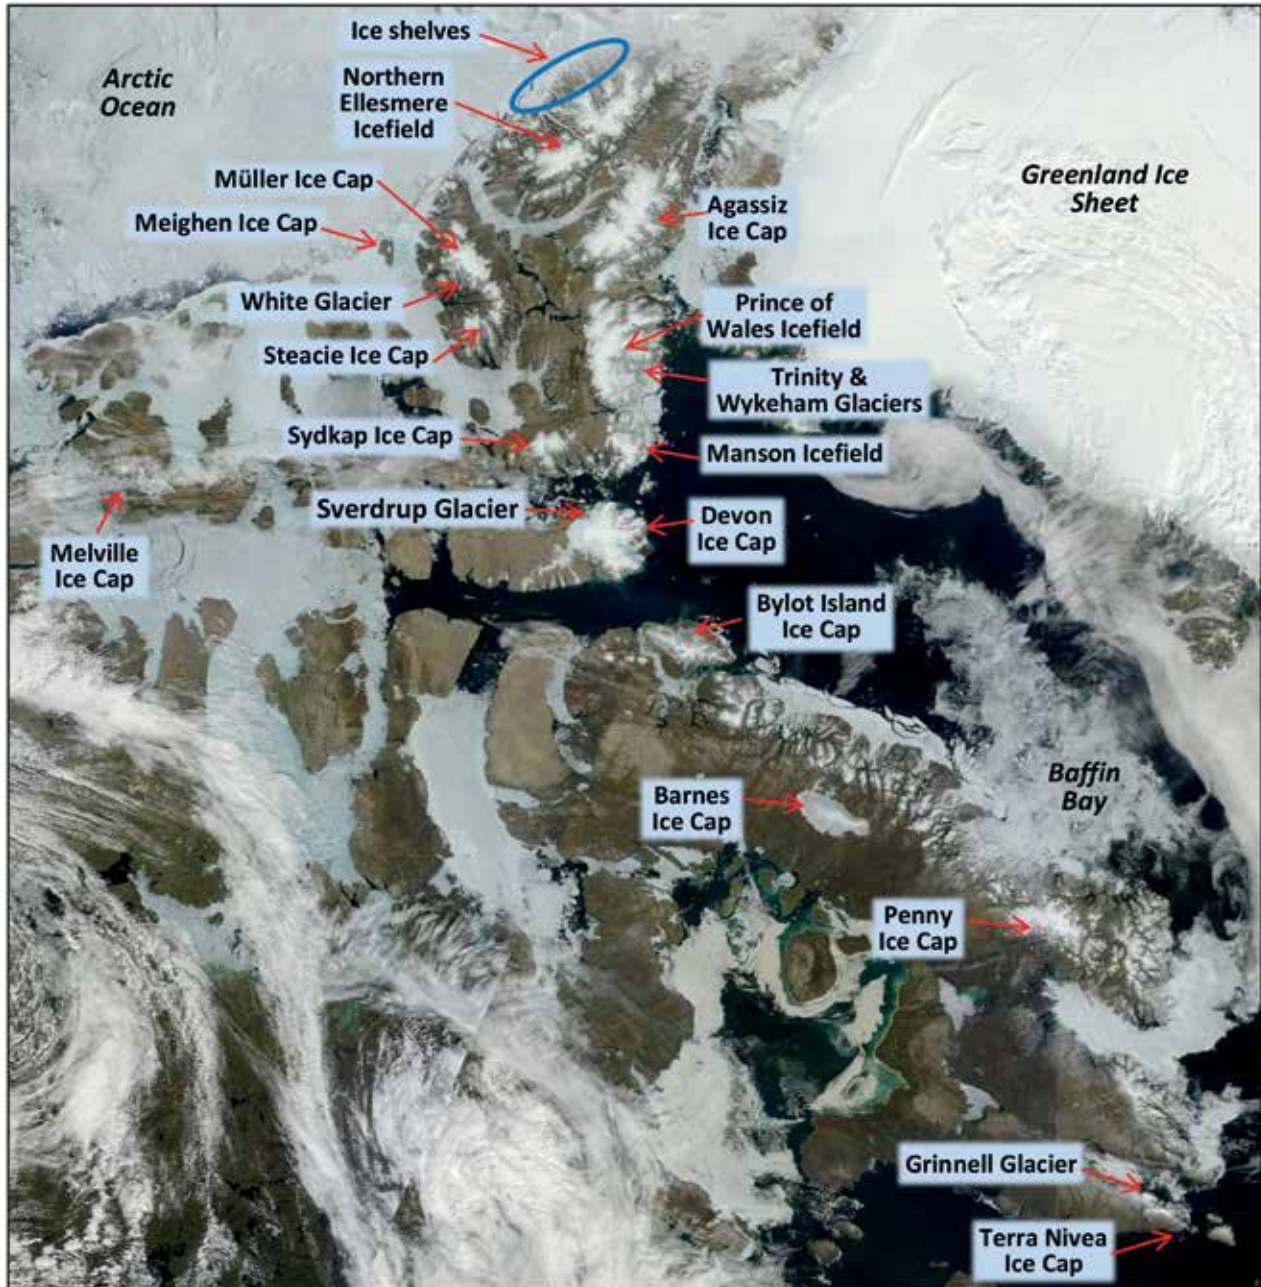 Ice shelves
Arctic
Ocean
Northern
Ellesmere
Icefield
Müller Ice Cap
Meighen Ice Cap
Agassiz
Ice Cap
Greenland Ice
Sheet
White Glacier
Prince of
Wales Icefield
Steacie Ice Cap
Trinity &
Wykeham Glaciers
Sydkap Ice Cap
Manson Icefield
Sverdrup Glacier
Devon
Ice Cap
Melville
Ice Cap
Bylot Island
Ice Cap
Baffin
Bay
Barnes
Ice Cap
Penny
Ice Cap
Grinnell Glacier
Terra Nivea
Ice Cap